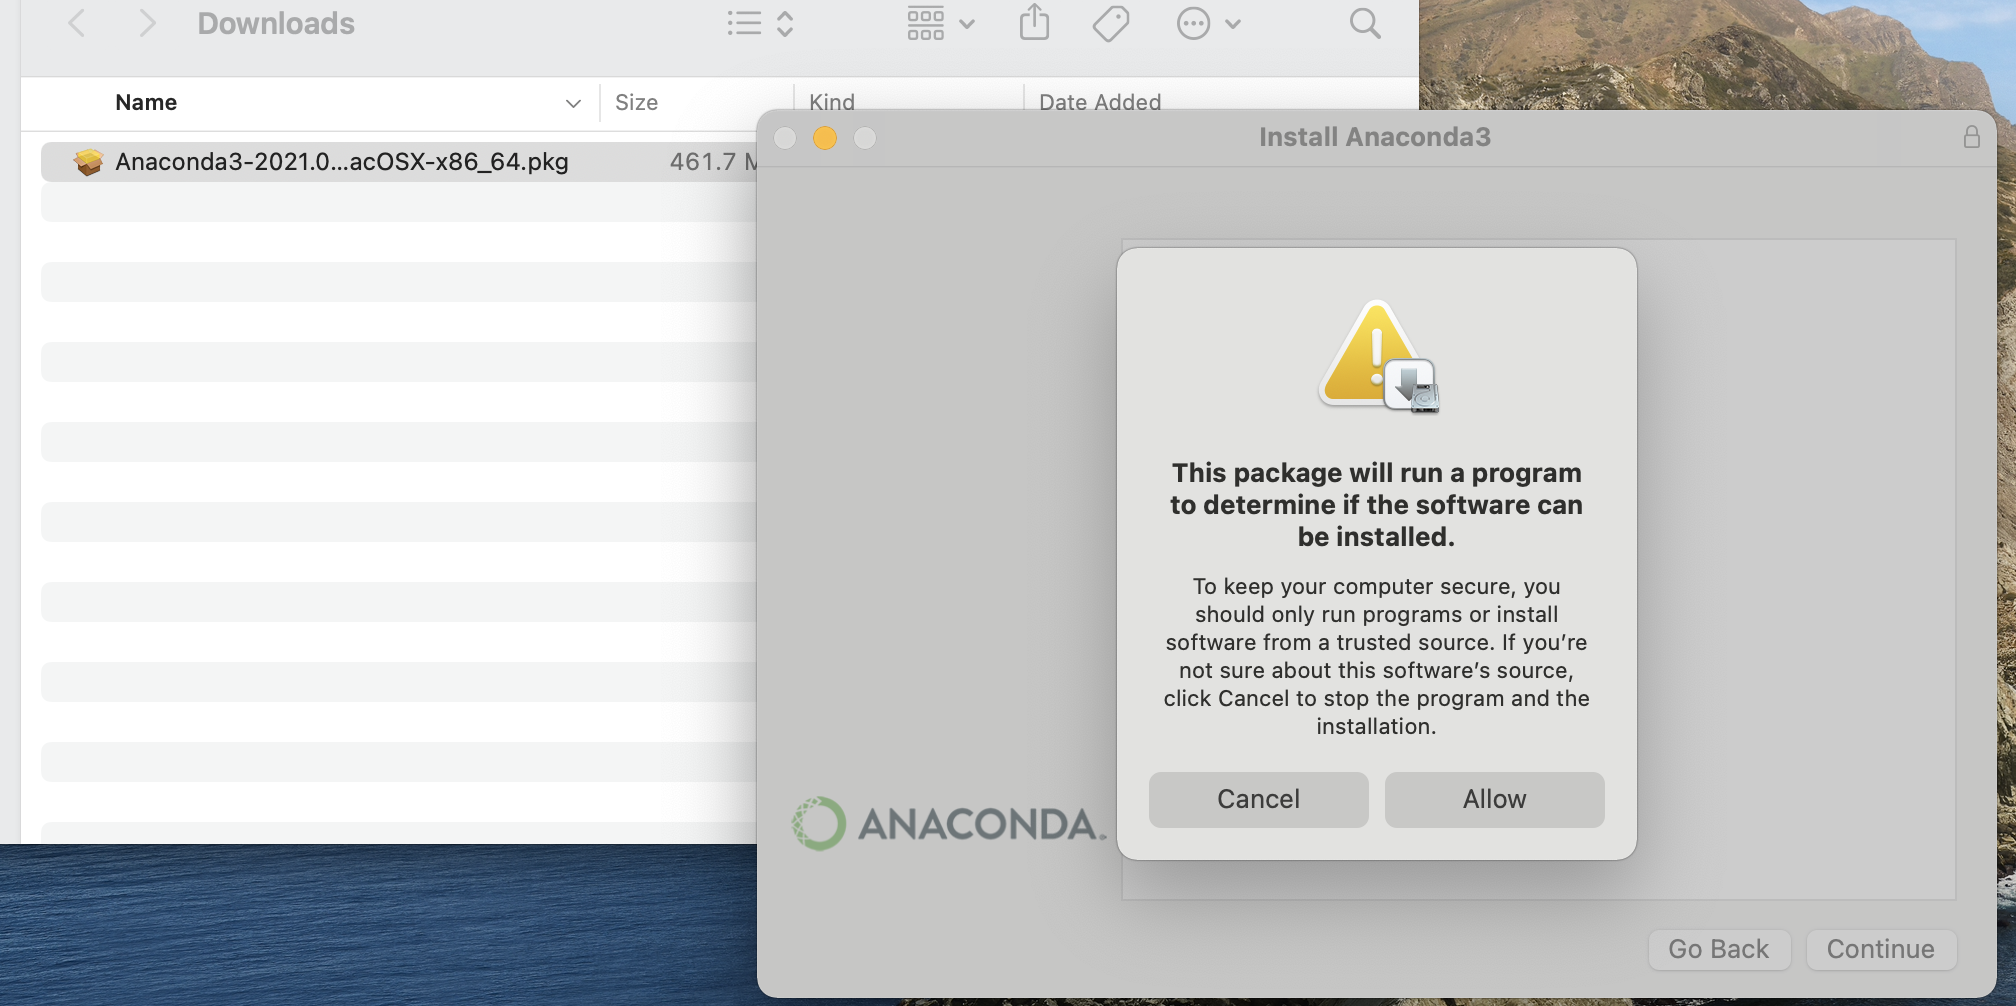 Downloads
Name
Size
Kind
Date Added
Anaconda3-2021.0...acOSX-x86_64.pkg
461.7
Install Anaconda3
This package will run a program
to determine if the software can
be installed.
To keep your computer secure, you
should only run programs or install
software from a trusted source. If you’re
not sure about this software’s source,
click Cancel to stop the program and the
installation.
Cancel
Allow
ANACONDA.
Go Back
Continue